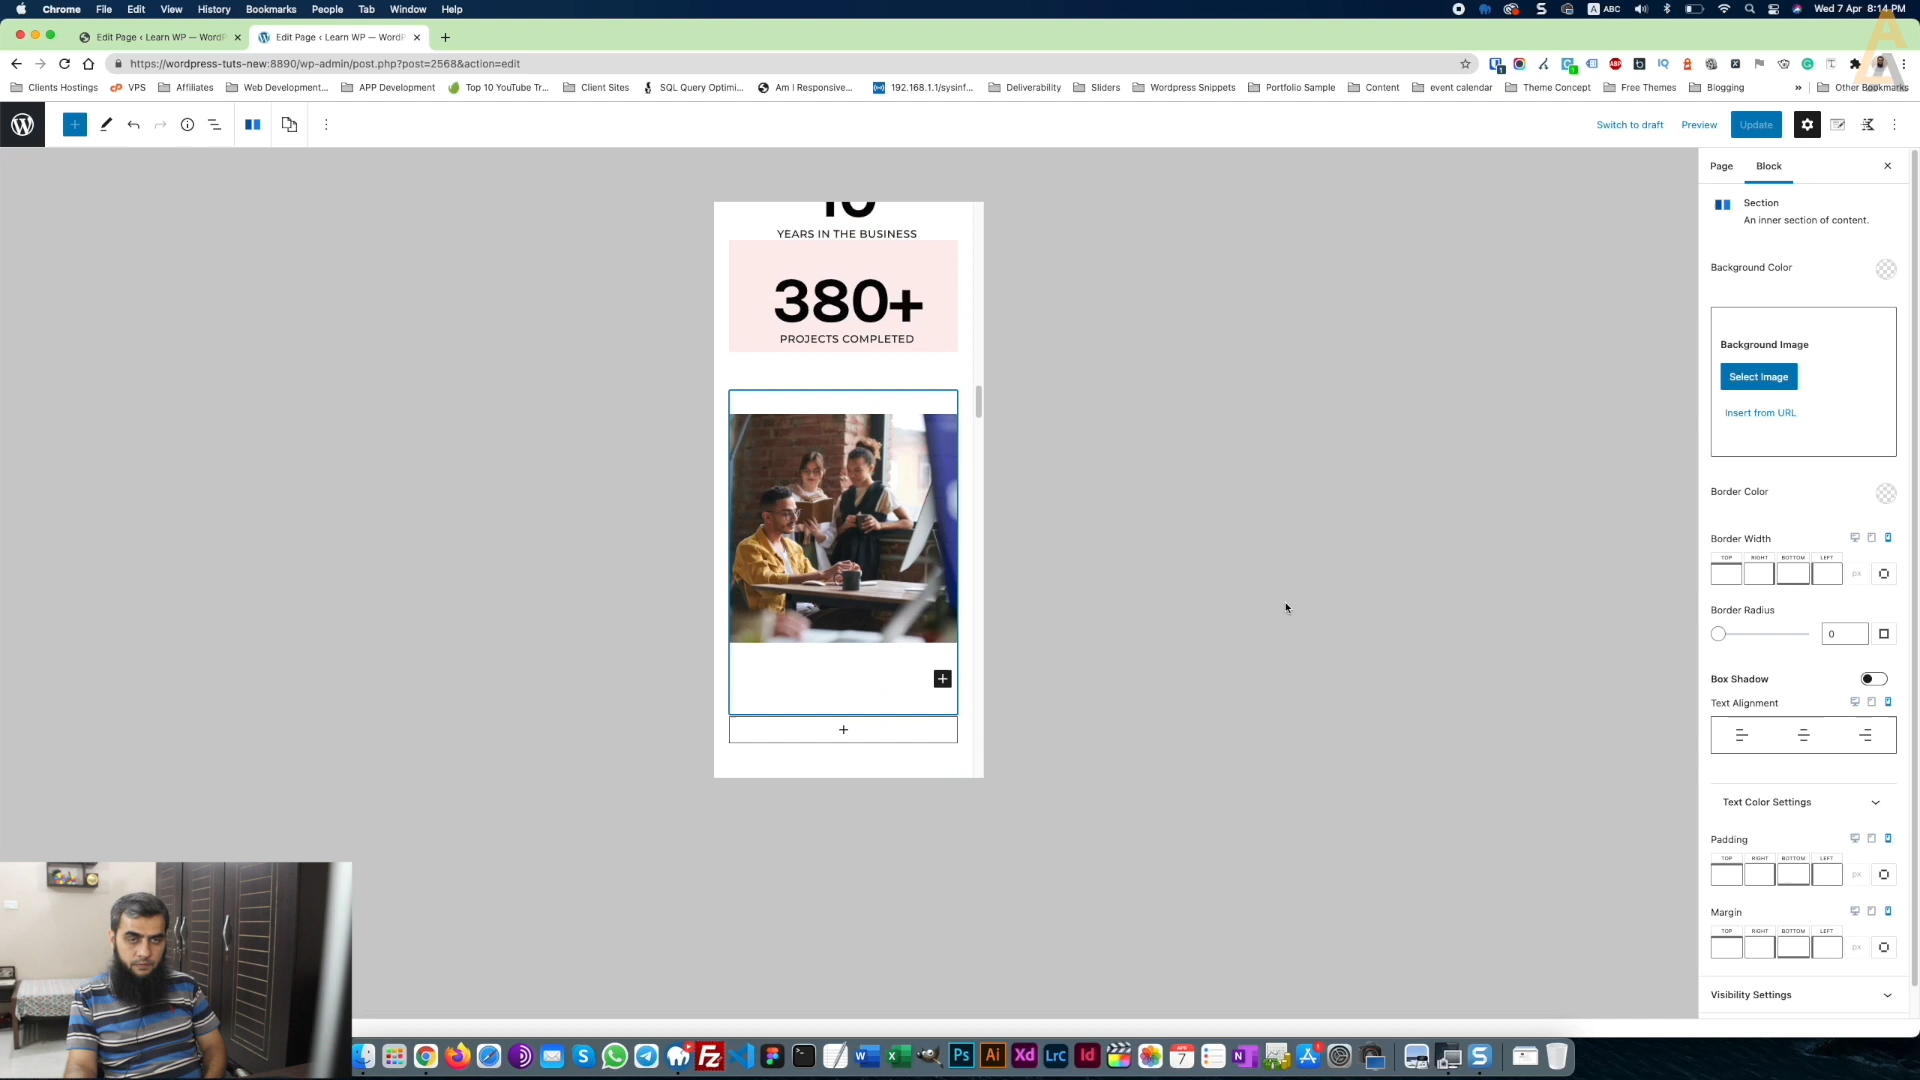 Chrome File Edit View History Bookmarks People Tab Window Help
ABC Wed 7 Apr 8:14 PM
Edit Page ‹ Learn WP — WordP
Edit Page ‹ Learn WP — WordP
https://wordpress-tuts-new:8890/wp-admin/post.php?post=2568&action=edit
Clients Hostings VPS Affiliates Web Development... APP Development Top 10 YouTube Tr... Client Sites SQL Query Optimi... Am I Responsive... 192.168.1.1/sysinf... Deliverability Sliders Wordpress Snippets Portfolio Sample Content event calendar Theme Concept Free Themes Blogging » Other Bookmarks
Switch to draft Preview Update
Page Block
Section
An inner section of content.
Background Color
Background Image
Select Image
Insert from URL
Border Color
Border Width
TOP RIGHT BOTTOM LEFT
px
Border Radius
0
Box Shadow
Text Alignment
Text Color Settings
Padding
TOP RIGHT BOTTOM LEFT
px
Margin
TOP RIGHT BOTTOM LEFT
px
Visibility Settings
10
YEARS IN THE BUSINESS
380+
PROJECTS COMPLETED